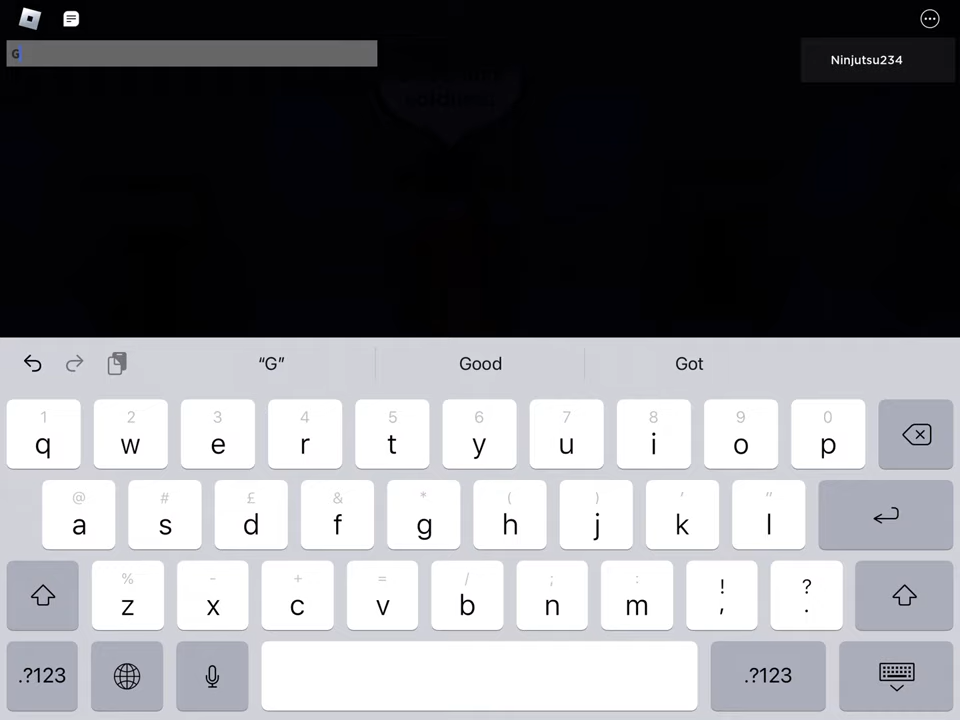 G
Ninjutsu234
“G”
Good
Got
1 2 3 4 5 6 7 8 9 0
q w e r t y u i o p
@ # £ & * ( ) ' "
a s d f g h j k l
% - + = / ; : ! ?
z x c v b n m , .
.?123 .?123